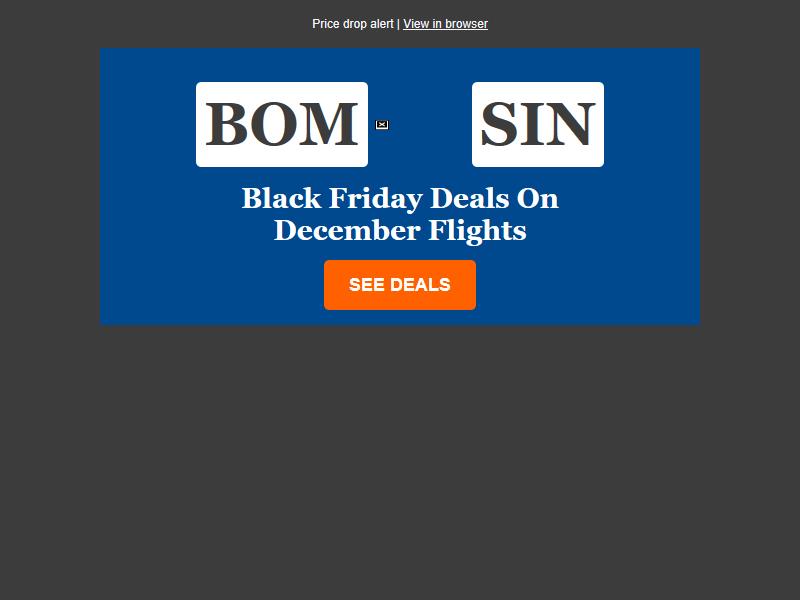 Price drop alert | View in browser
BOM SIN
Black Friday Deals On
December Flights
SEE DEALS